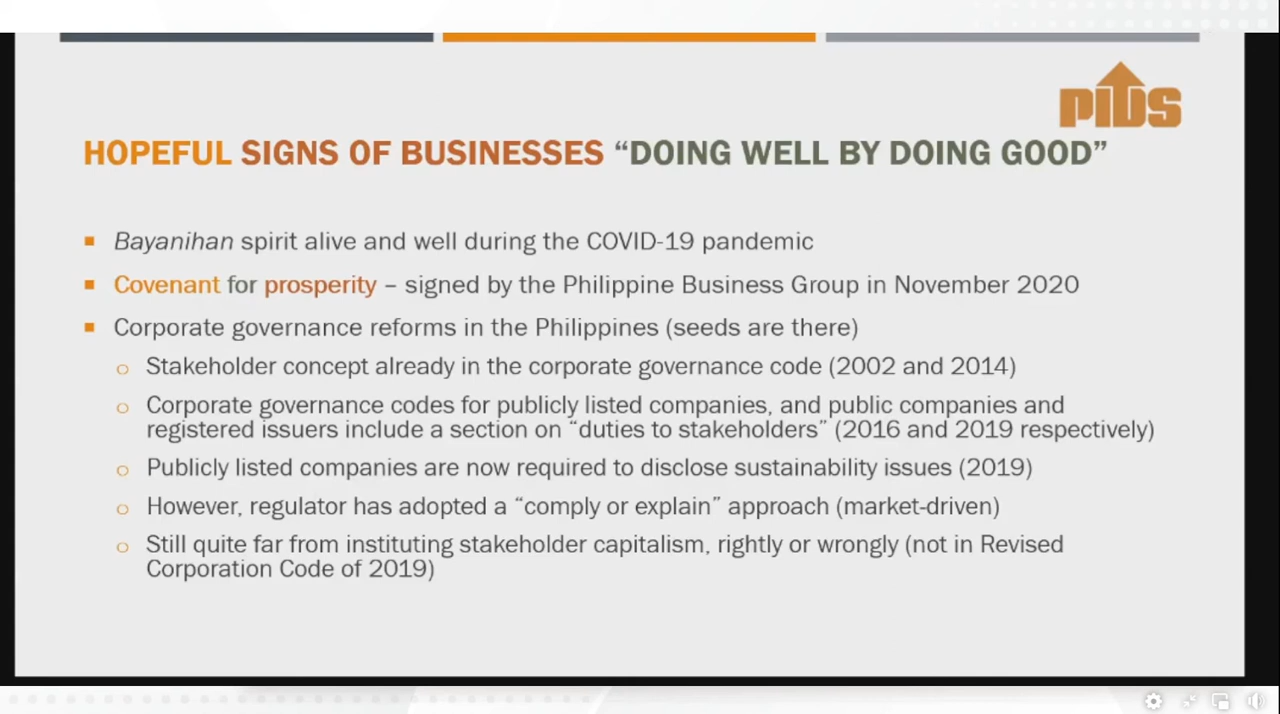 PIDS
HOPEFUL SIGNS OF BUSINESSES “DOING WELL BY DOING GOOD”
Bayanihan spirit alive and well during the COVID-19 pandemic
Covenant for prosperity – signed by the Philippine Business Group in November 2020
Corporate governance reforms in the Philippines (seeds are there)
Stakeholder concept already in the corporate governance code (2002 and 2014)
Corporate governance codes for publicly listed companies, and public companies and
registered issuers include a section on “duties to stakeholders” (2016 and 2019 respectively)
Publicly listed companies are now required to disclose sustainability issues (2019)
However, regulator has adopted a “comply or explain” approach (market-driven)
Still quite far from instituting stakeholder capitalism, rightly or wrongly (not in Revised
Corporation Code of 2019)